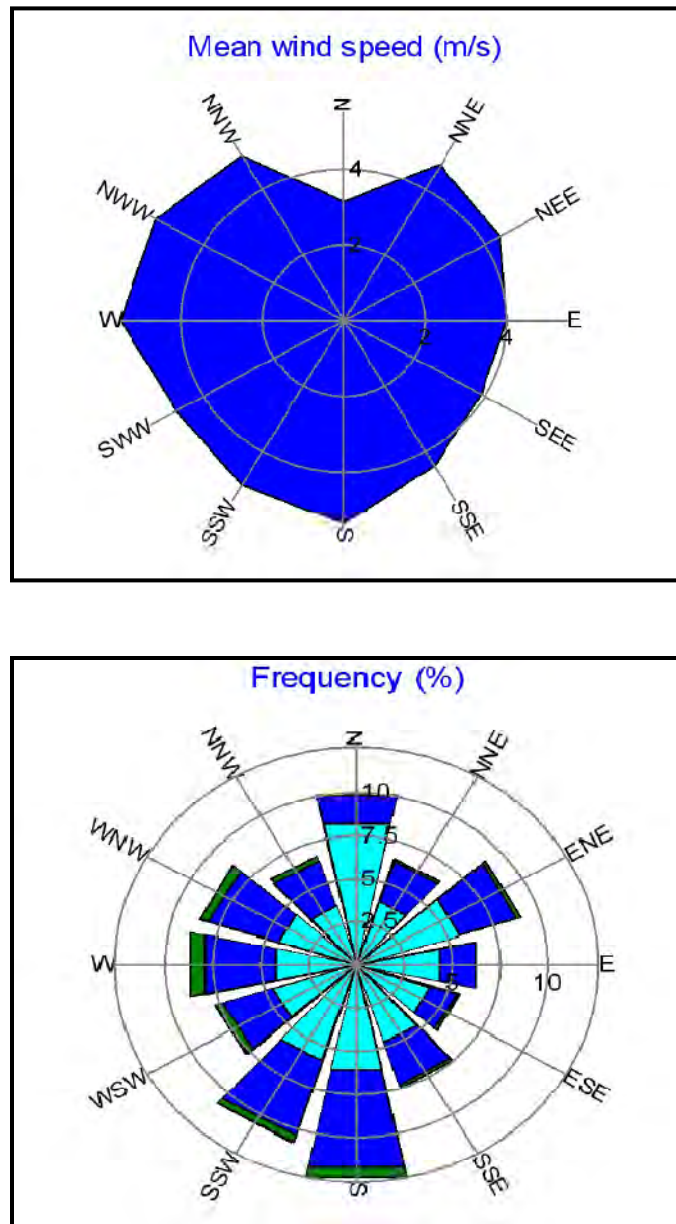 Mean wind speed (m/s)
N
NNW
NNE
4
NWW
NEE
2
W
2
4
E
SWW
SEE
SSW
SSE
S
Frequency (%)
N
NNW
NNE
10
WNW
7.5
ENE
5
2.5
W
5
10
E
WSW
ESE
SSW
SSE
S